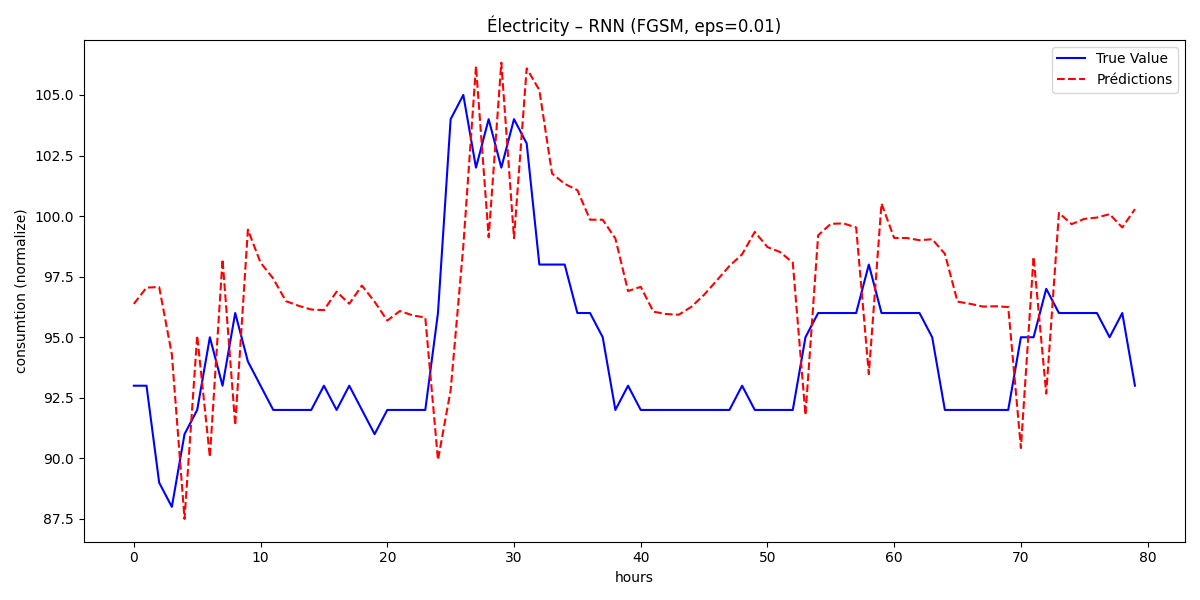 Électricity – RNN (FGSM, eps=0.01)
True Value
Prédictions
consumtion (normalize)
105.0
102.5
100.0
97.5
95.0
92.5
90.0
87.5
0 10 20 30 40 50 60 70 80
hours